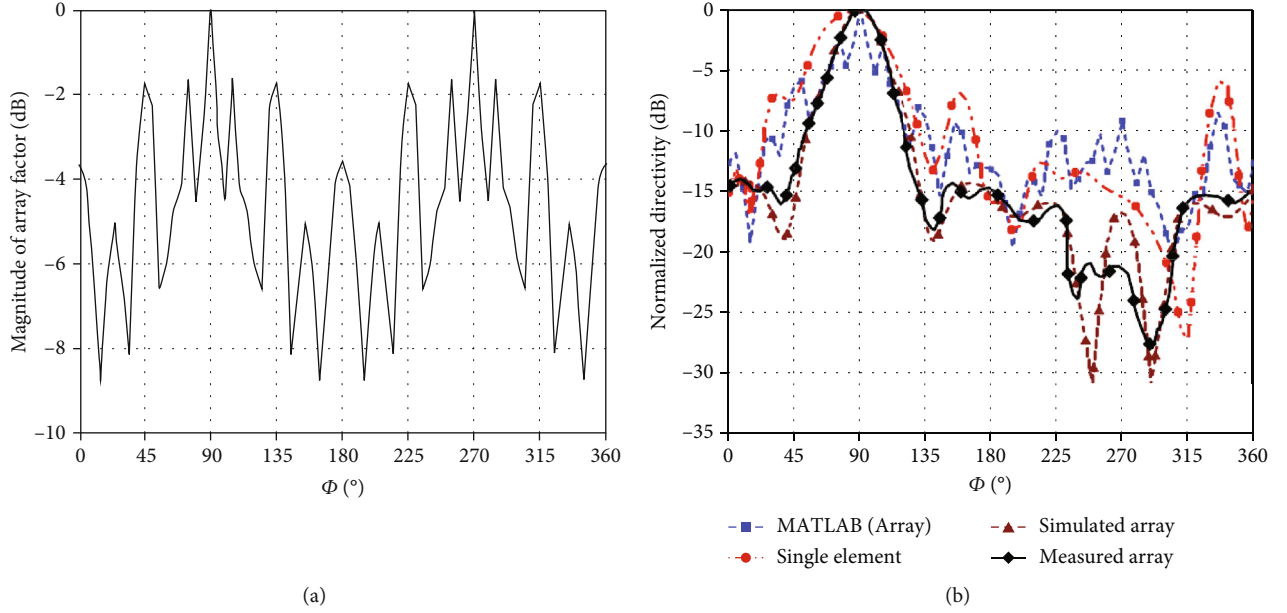 Magnitude of array factor (dB)
0
−2
−4
−6
−8
−10
0 45 90 135 180 225 270 315 360
Φ (°)
(a)
Normalized directivity (dB)
0
−5
−10
−15
−20
−25
−30
−35
0 45 90 135 180 225 270 315 360
Φ (°)
MATLAB (Array)
Single element
Simulated array
Measured array
(b)